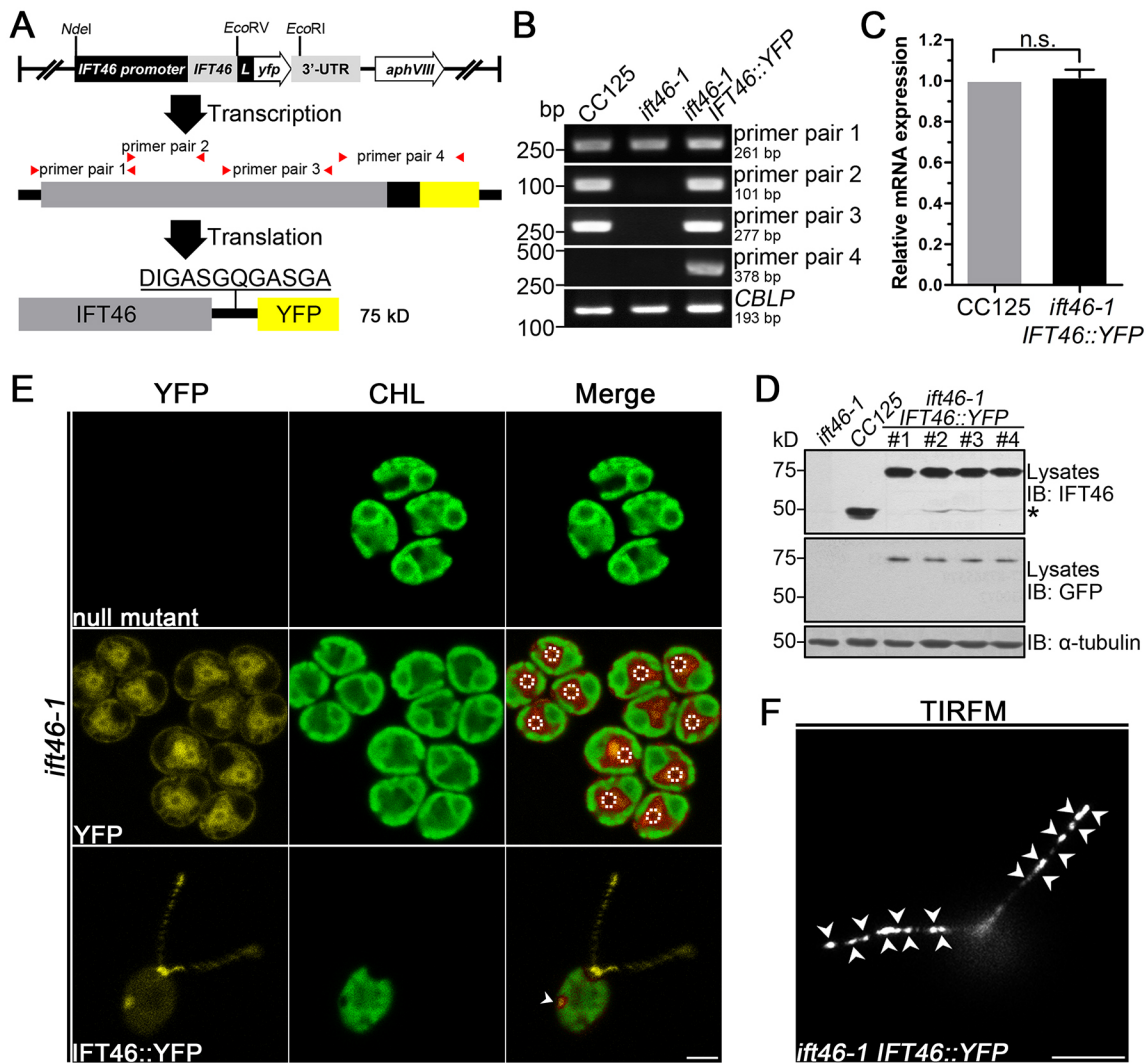 A
NdeI
EcoRV
EcoRI
IFT46 promoter
IFT46
L
yfp
3'-UTR
aphVIII
Transcription
primer pair 2
primer pair 1
primer pair 3
primer pair 4
Translation
DIGASGQGASGA
IFT46
YFP
75 kD
B
bp
CC125
ift46-1
ift46-1
IFT46::YFP
250
primer pair 1
261 bp
100
primer pair 2
101 bp
250
primer pair 3
277 bp
500
250
primer pair 4
378 bp
100
CBLP
193 bp
C
Relative mRNA expression
1.2
1.0
0.8
0.6
0.4
0.2
0.0
n.s.
CC125
ift46-1
IFT46::YFP
D
kD
ift46-1
CC125
ift46-1
IFT46::YFP
#1 #2 #3 #4
75
50
Lysates
IB: IFT46
*
75
50
Lysates
IB: GFP
50
IB: α-tubulin
E
YFP
CHL
Merge
ift46-1
null mutant
YFP
IFT46::YFP
F
TIRFM
ift46-1 IFT46::YFP